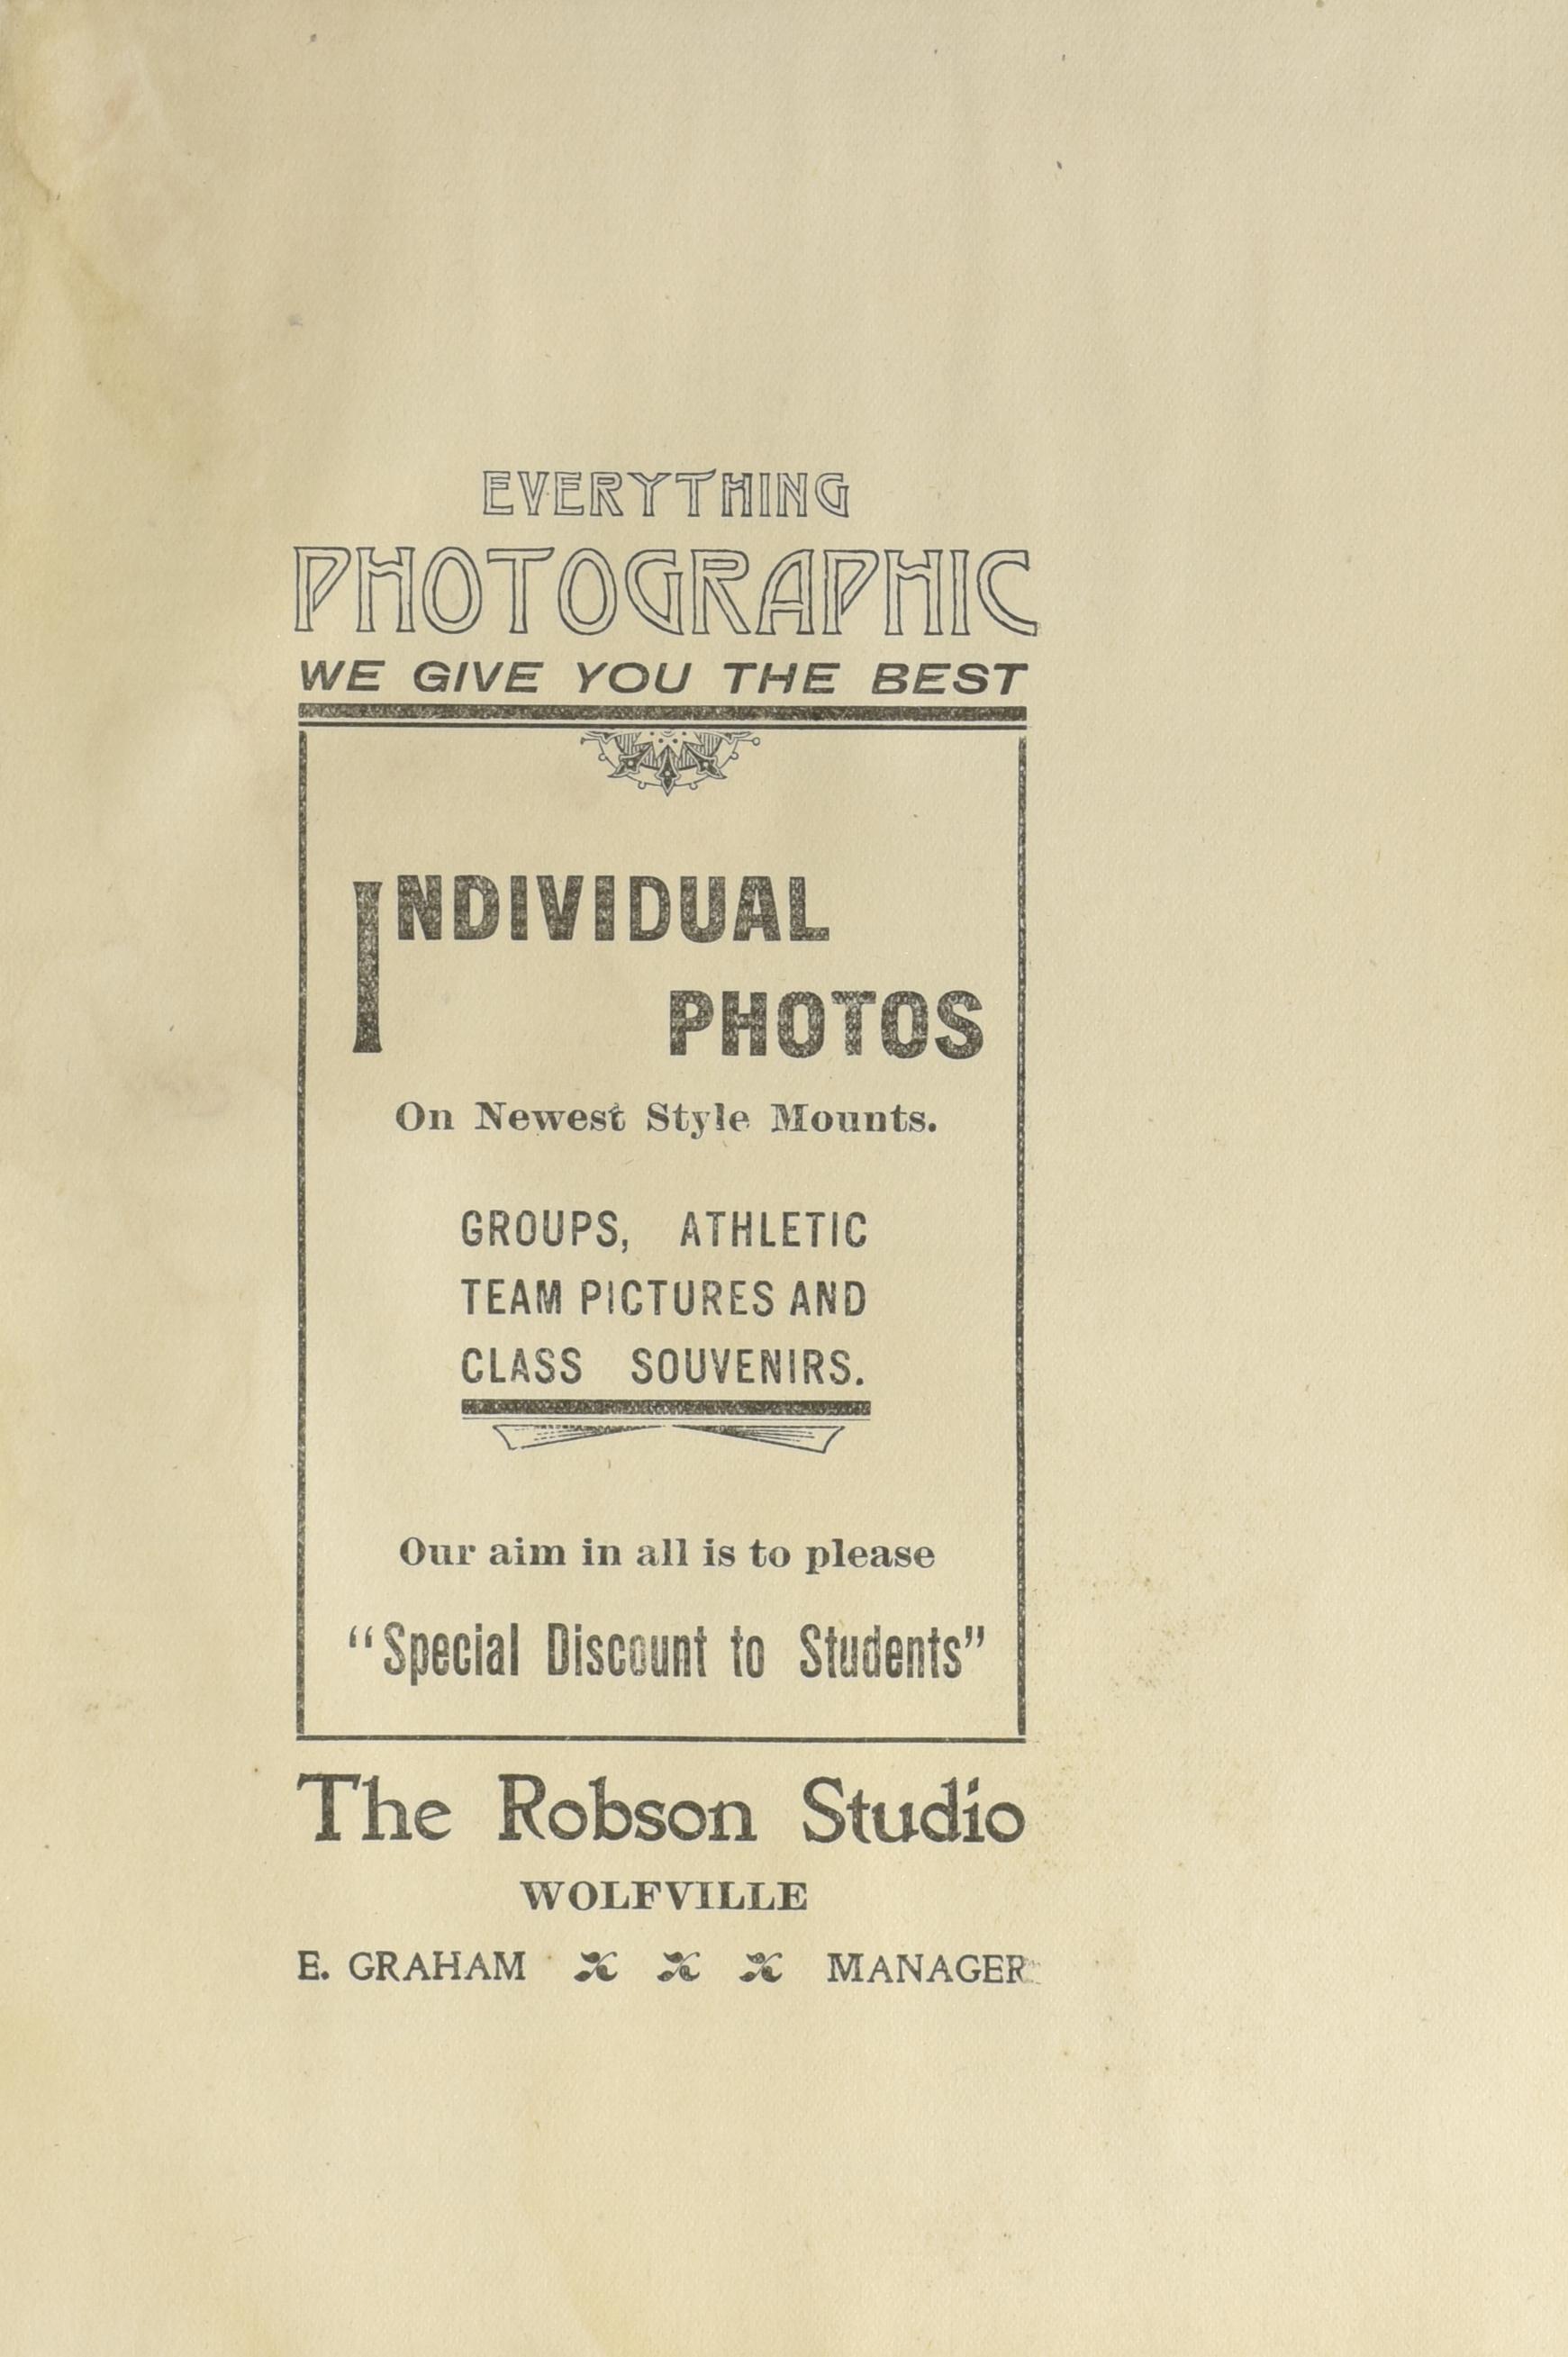 EVERYTHING
PHOTOGRAPHIC
WE GIVE YOU THE BEST
INDIVIDUAL
PHOTOS
On Newest Style Mounts.
GROUPS, ATHLETIC
TEAM PICTURES AND
CLASS SOUVENIRS.
Our aim in all is to please
“Special Discount to Students”
The Robson Studio
WOLFVILLE
E. GRAHAM MANAGER